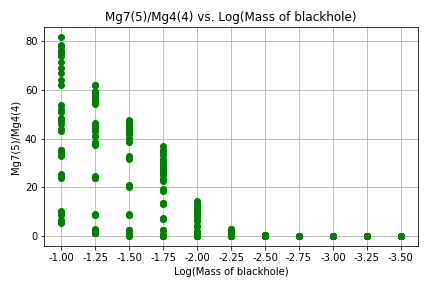 Mg7(5)/Mg4(4) vs. Log(Mass of blackhole)
80
60
40
20
0
Mg7(5)/Mg4(4)
-1.00 -1.25 -1.50 -1.75 -2.00 -2.25 -2.50 -2.75 -3.00 -3.25 -3.50
Log(Mass of blackhole)